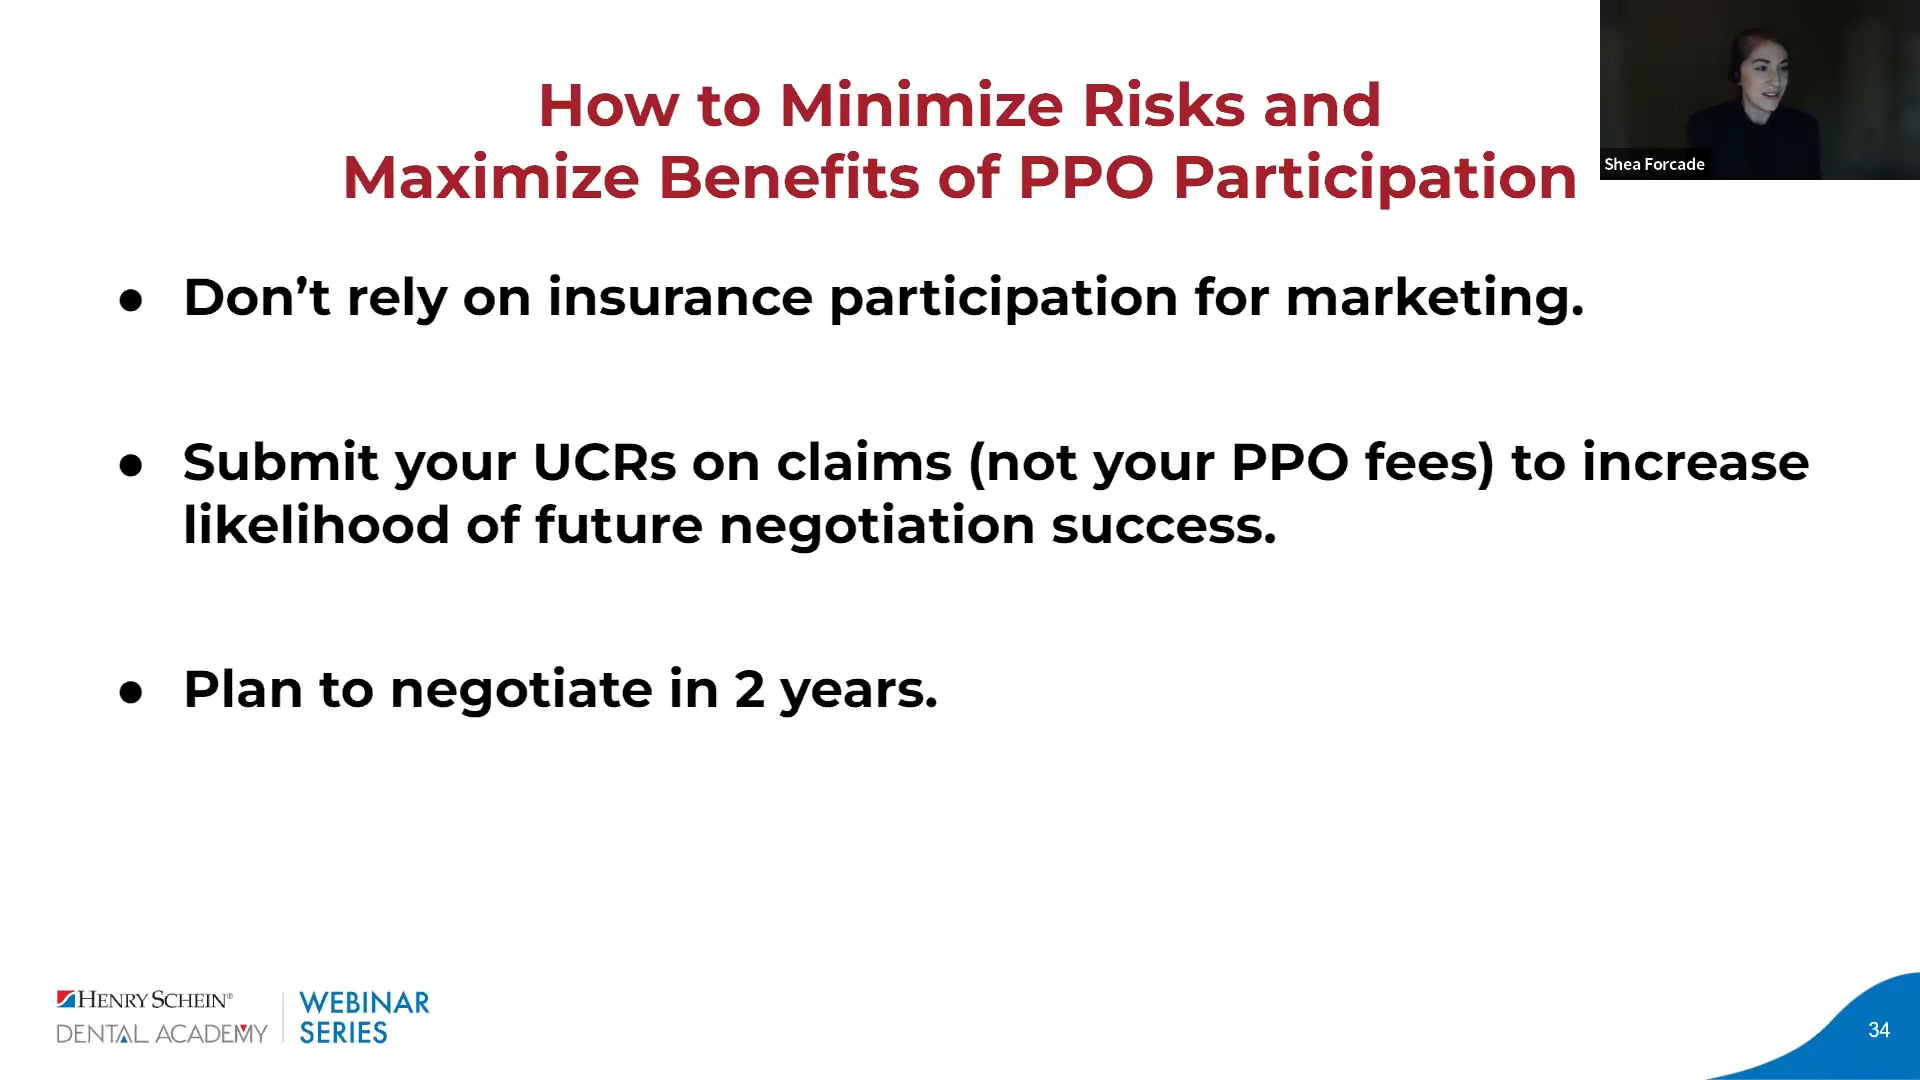 How to Minimize Risks and
Maximize Benefits of PPO Participation
Shea Forcade
● Don’t rely on insurance participation for marketing.
● Submit your UCRs on claims (not your PPO fees) to increase
likelihood of future negotiation success.
● Plan to negotiate in 2 years.
HENRY SCHEIN®
DENTAL ACADEMY
WEBINAR
SERIES
34